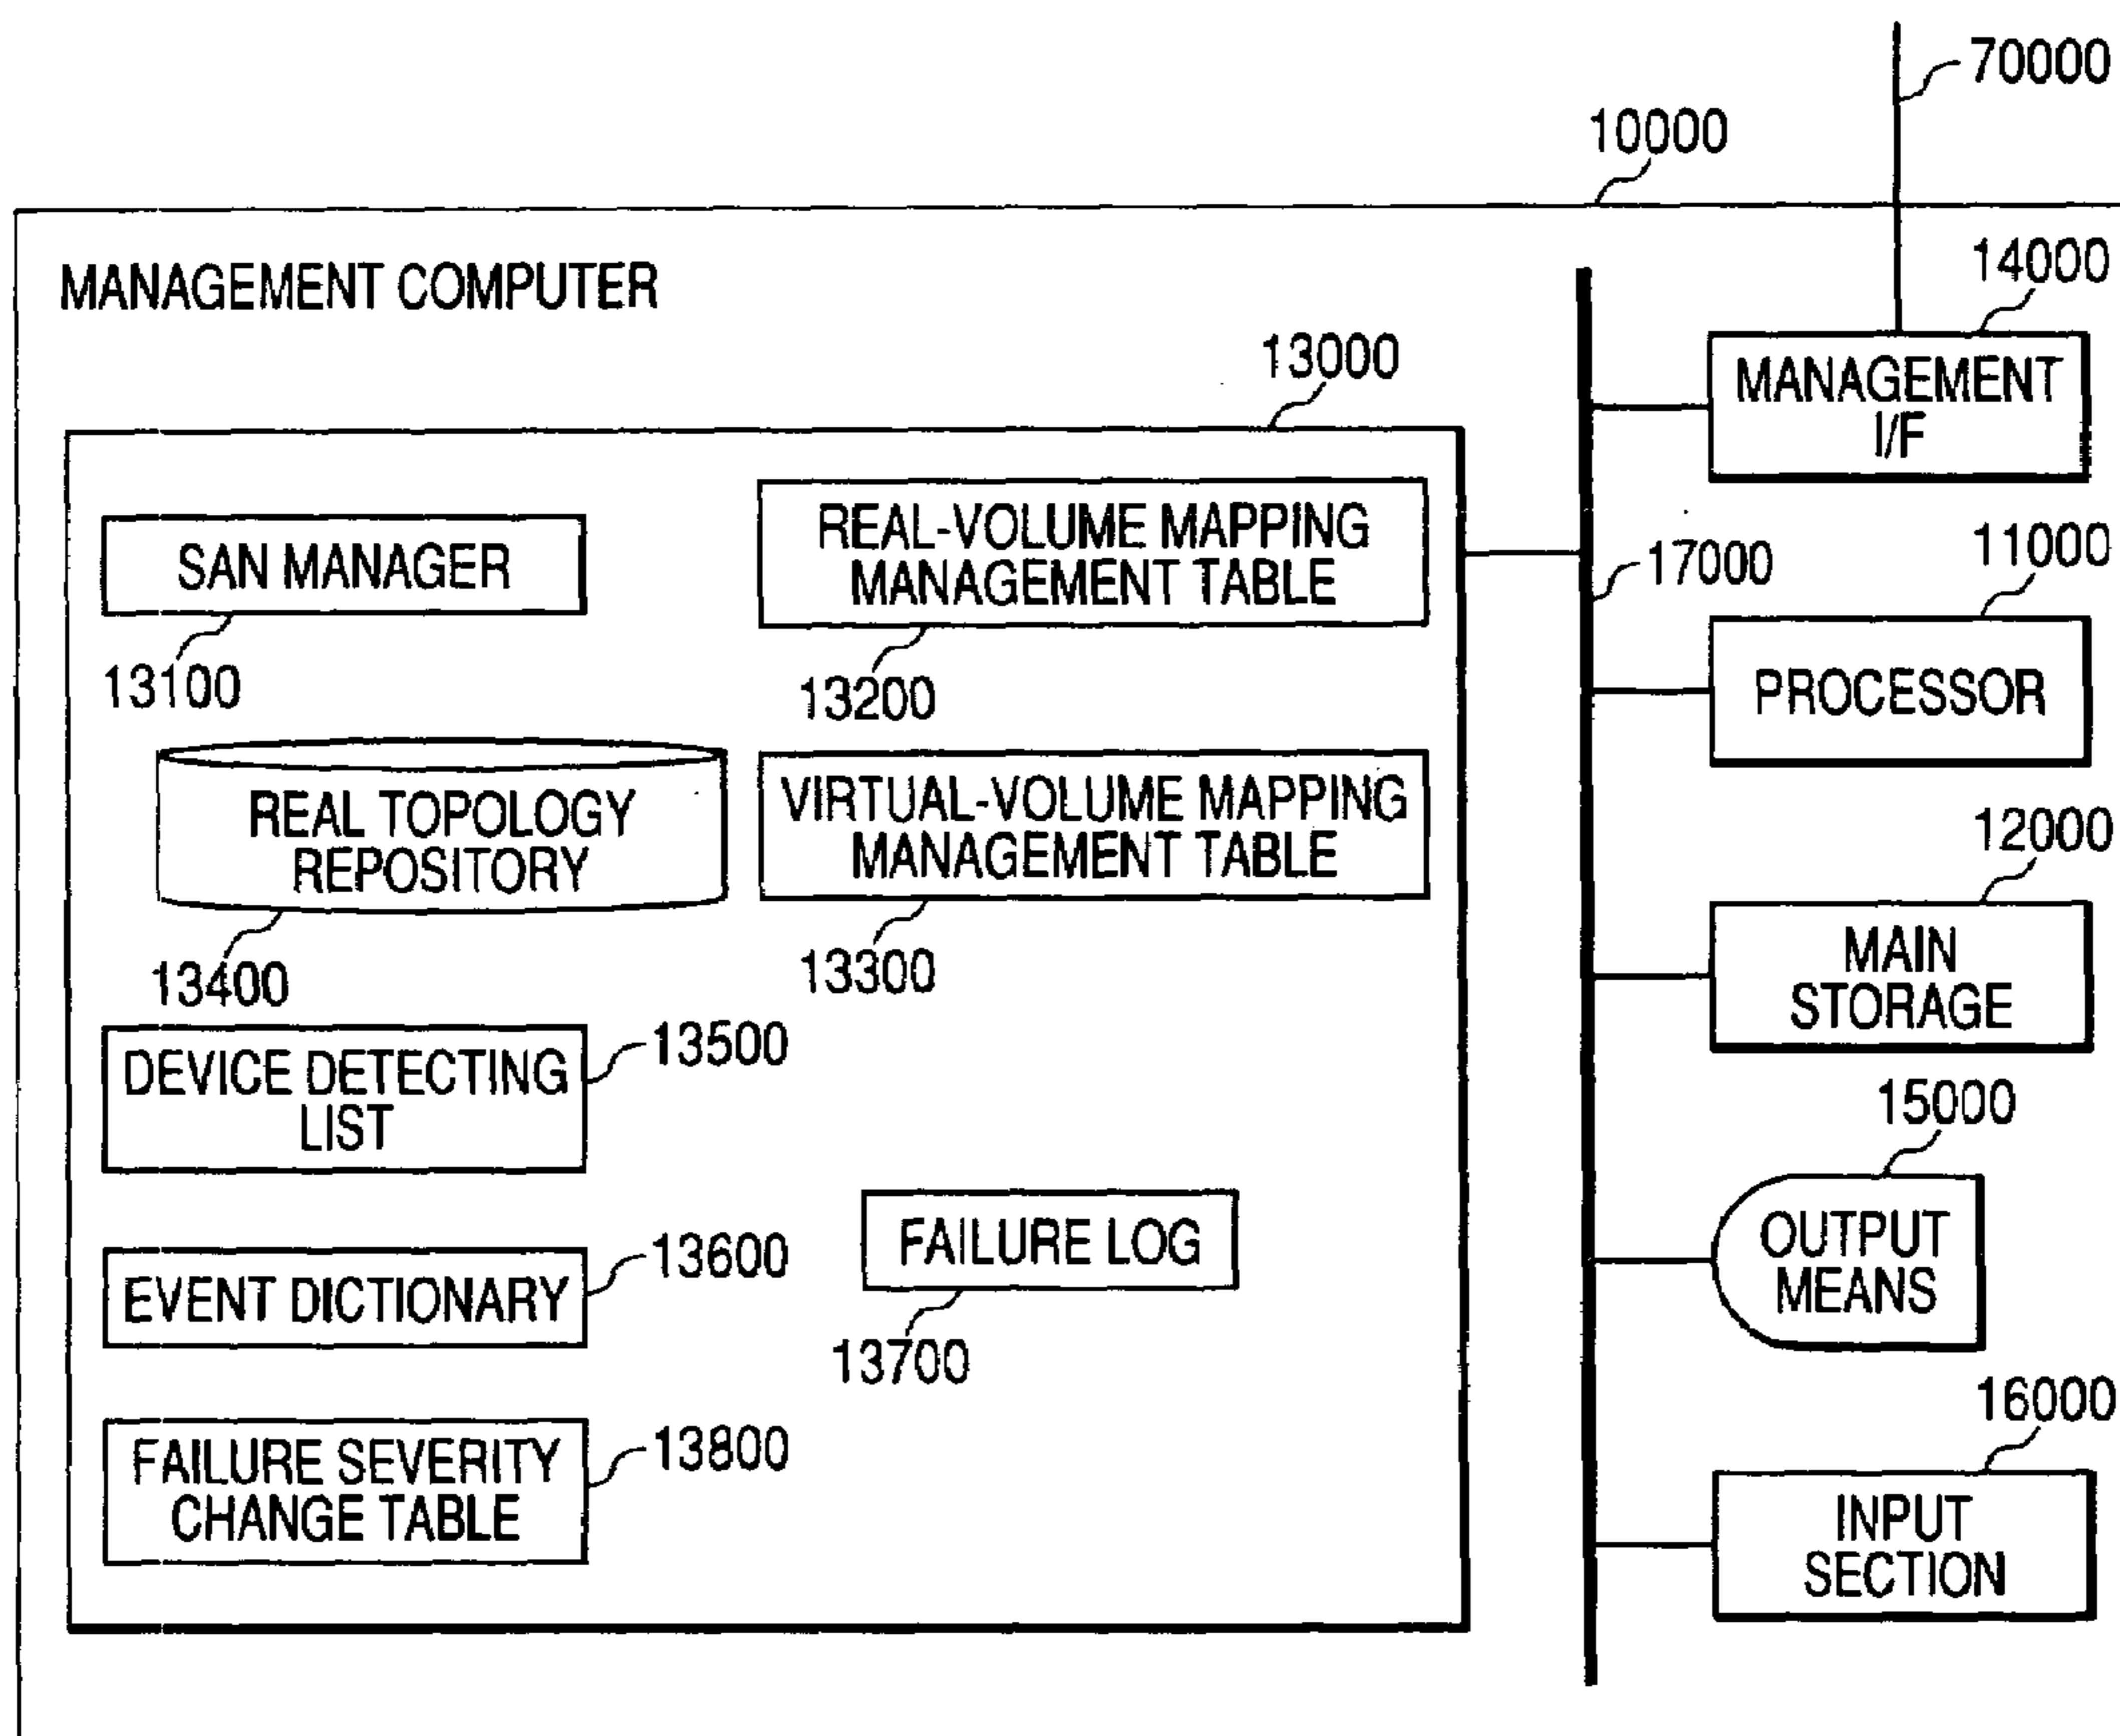 70000
10000
MANAGEMENT COMPUTER
14000
MANAGEMENT
I/F
13000
SAN MANAGER
13100
REAL-VOLUME MAPPING
MANAGEMENT TABLE
13200
17000
11000
PROCESSOR
REAL TOPOLOGY
REPOSITORY
13400
VIRTUAL-VOLUME MAPPING
MANAGEMENT TABLE
13300
12000
MAIN
STORAGE
DEVICE DETECTING
LIST
13500
15000
OUTPUT
MEANS
EVENT DICTIONARY
13600
FAILURE LOG
13700
16000
INPUT
SECTION
FAILURE SEVERITY
CHANGE TABLE
13800